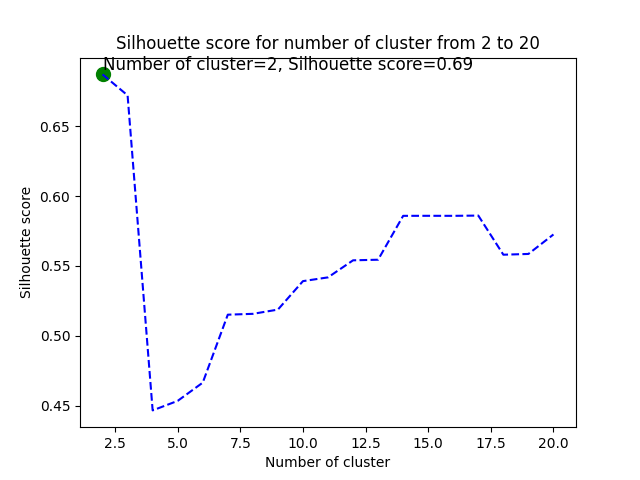 Silhouette score for number of cluster from 2 to 20
Number of cluster=2, Silhouette score=0.69
Silhouette score
0.65
0.60
0.55
0.50
0.45
2.5 5.0 7.5 10.0 12.5 15.0 17.5 20.0
Number of cluster